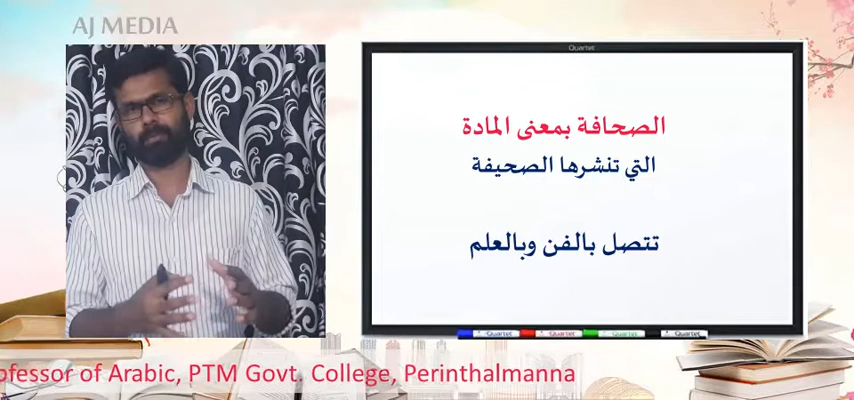 AJ MEDIA
Quartet
الصحافة بمعنى المادة
التي تنشرها الصحيفة
تتصل بالفن وبالعلم
Quartet Quartet Quartet Quartet
ofessor of Arabic, PTM Govt. College, Perinthalmanna